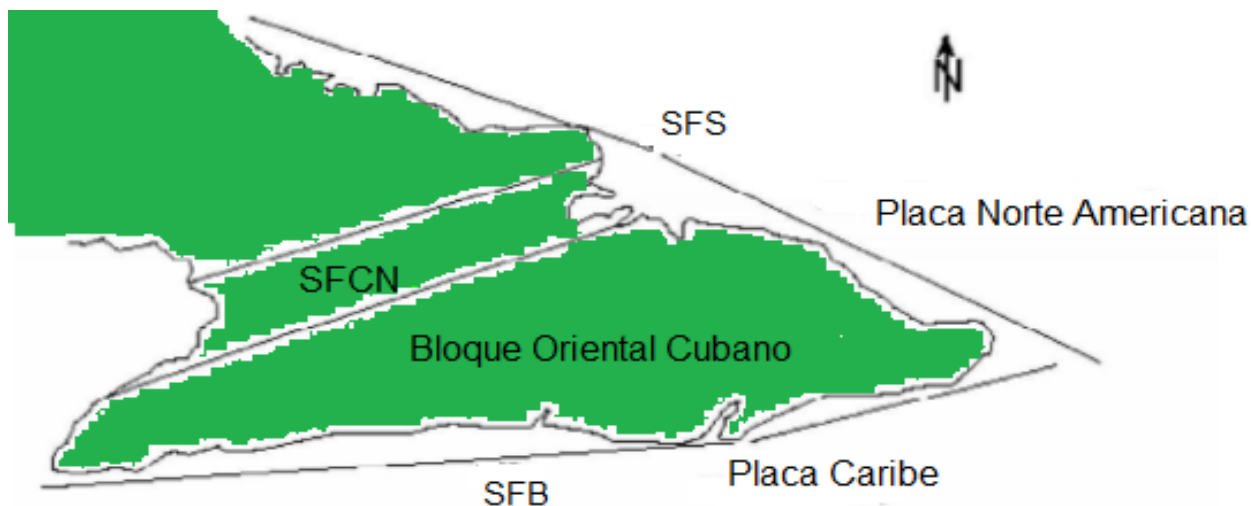 N
SFS
Placa Norte Americana
SFCN
Bloque Oriental Cubano
Placa Caribe
SFB